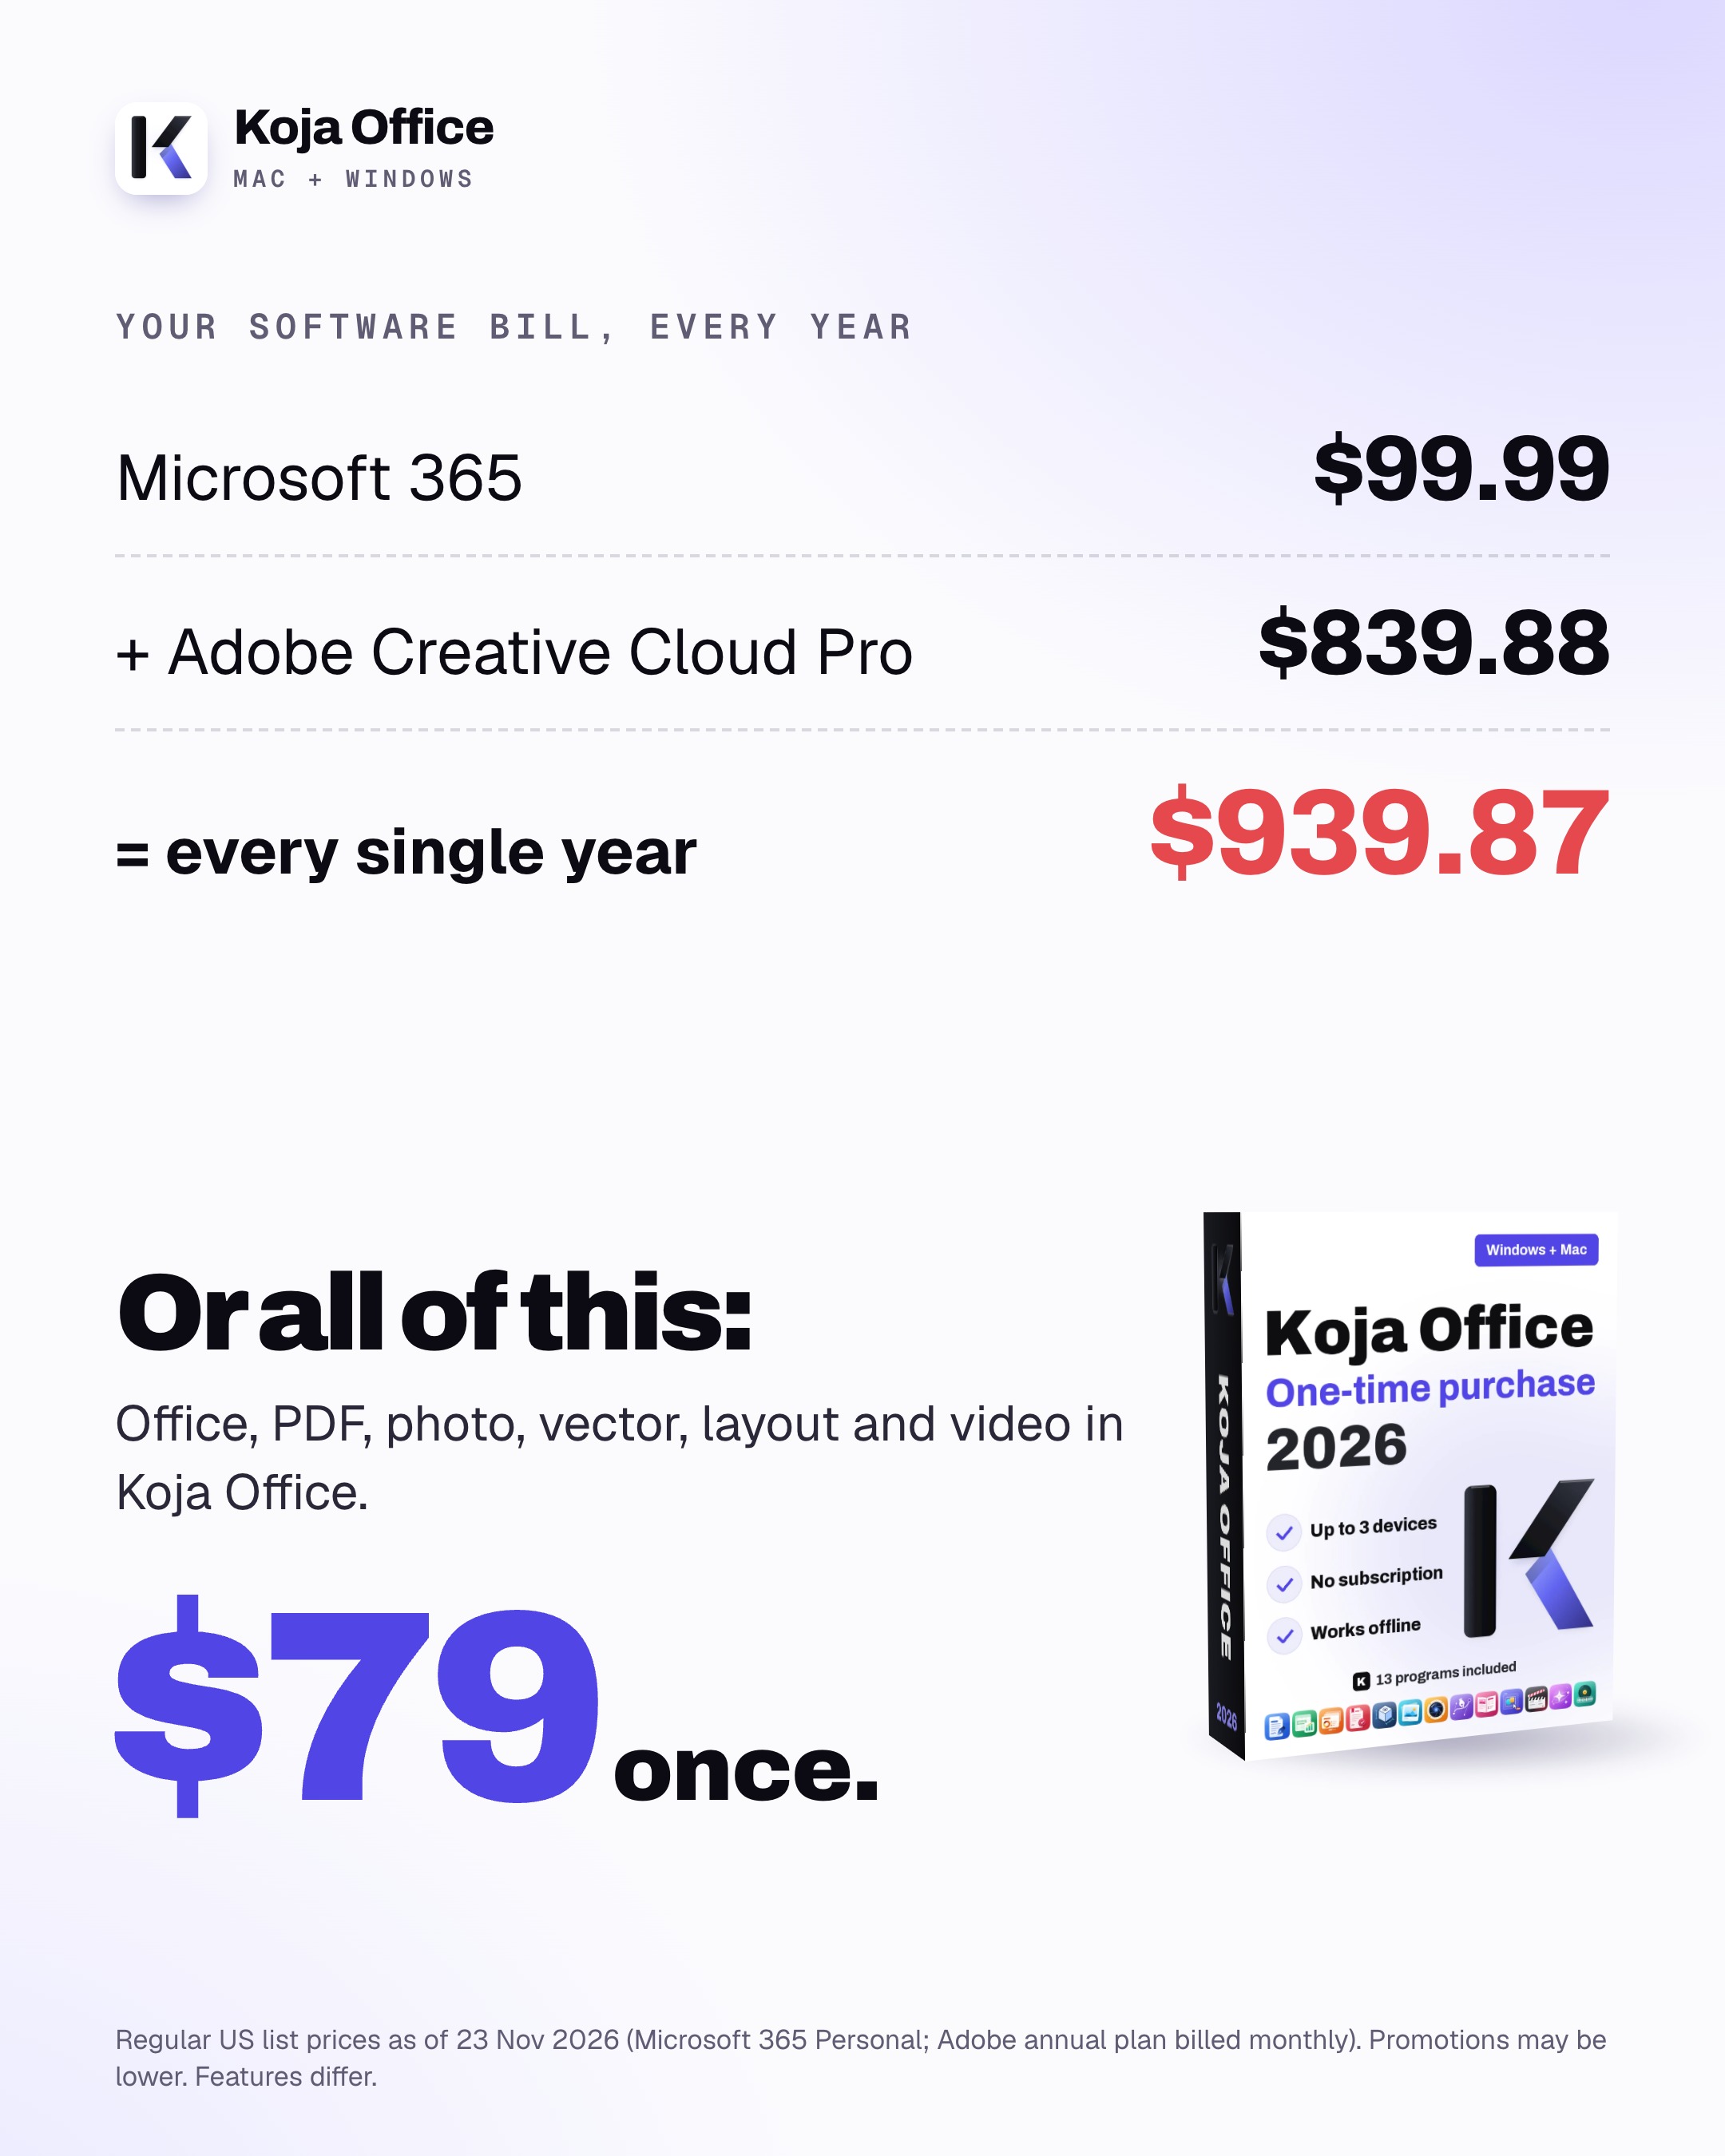 Koja Office
MAC + WINDOWS
YOUR SOFTWARE BILL, EVERY YEAR
Microsoft 365 $99.99
+ Adobe Creative Cloud Pro $839.88
= every single year $939.87
Or all of this:
Office, PDF, photo, vector, layout and video in
Koja Office.
$79 once.
KOJA OFFICE
2026
Windows + Mac
Koja Office
One-time purchase
2026
Up to 3 devices
No subscription
Works offline
K 13 programs included
Regular US list prices as of 23 Nov 2026 (Microsoft 365 Personal; Adobe annual plan billed monthly). Promotions may be
lower. Features differ.